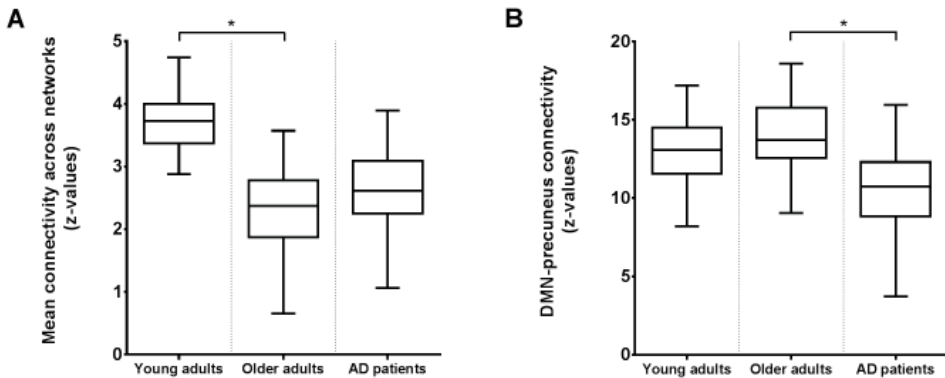 A
*
Mean connectivity across networks
(z-values)
5
4
3
2
1
0
Young adults
Older adults
AD patients
B
*
DMN-precuneus connectivity
(z-values)
20
15
10
5
0
Young adults
Older adults
AD patients